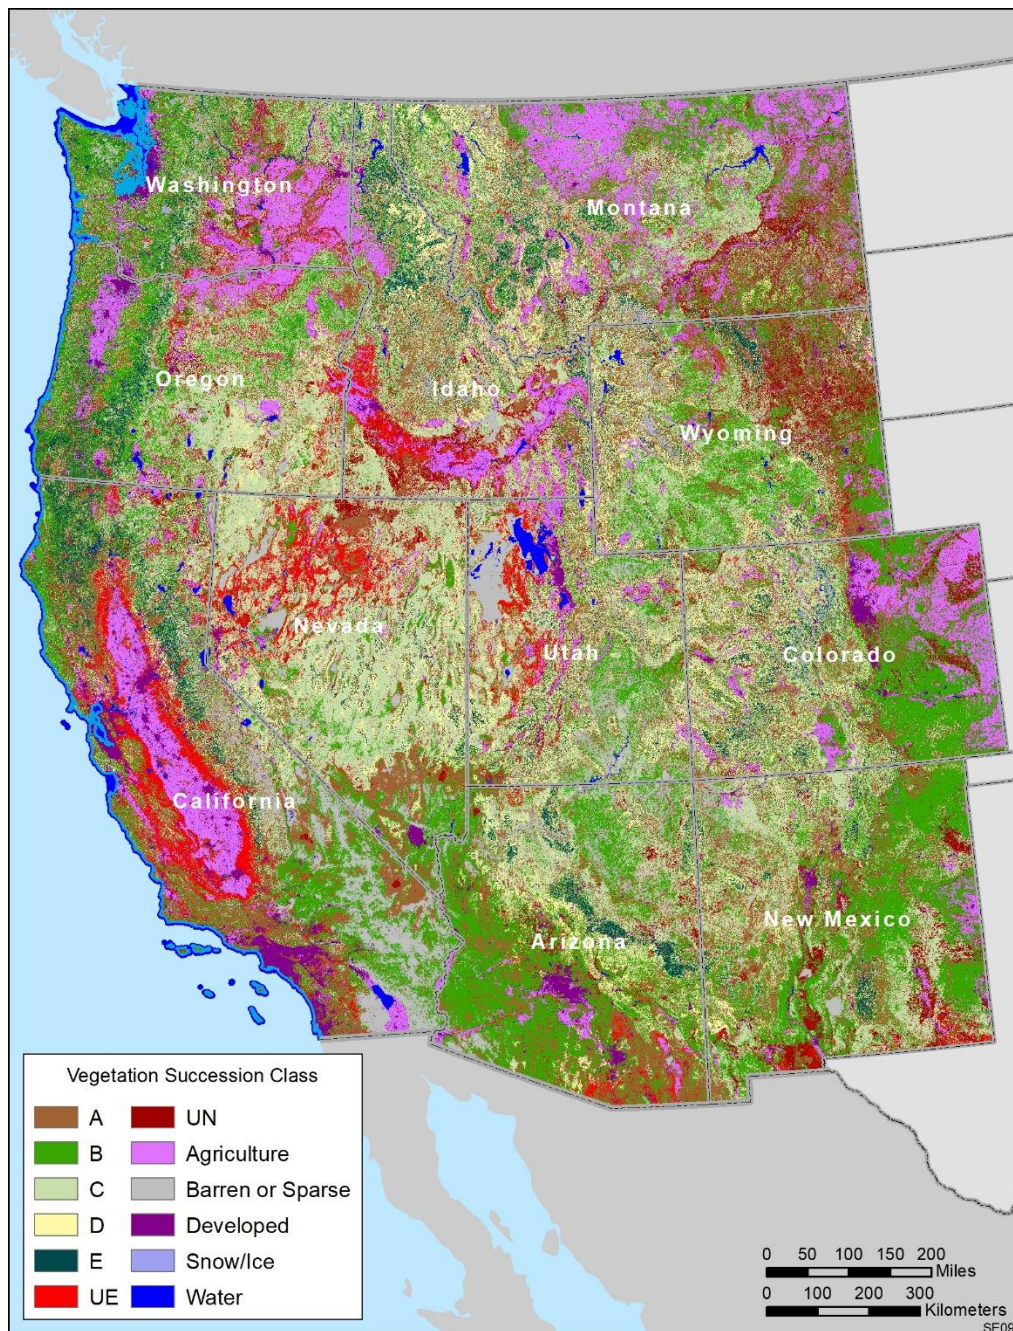 Washington
Montana
Oregon
Idaho
Wyoming
Nevada
Utah
Colorado
California
Arizona
New Mexico
Vegetation Succession Class
A
UN
B
Agriculture
C
Barren or Sparse
D
Developed
E
Snow/Ice
UE
Water
0 50 100 150 200
Miles
0 100 200 300
Kilometers
SE09